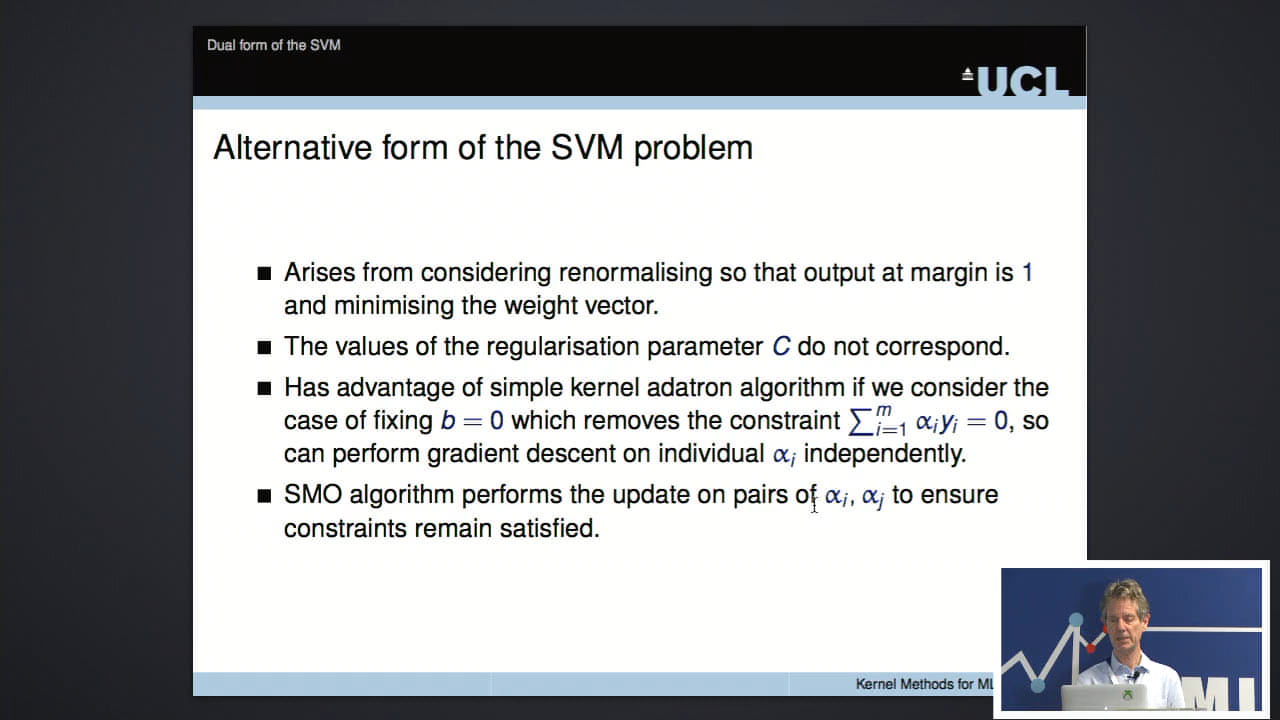 Dual form of the SVM
UCL
Alternative form of the SVM problem
■ Arises from considering renormalising so that output at margin is 1
and minimising the weight vector.
■ The values of the regularisation parameter C do not correspond.
■ Has advantage of simple kernel adatron algorithm if we consider the
case of fixing b = 0 which removes the constraint ∑ᵐᵢ₌₁ αᵢyᵢ = 0, so
can perform gradient descent on individual αᵢ independently.
■ SMO algorithm performs the update on pairs of αᵢ, αⱼ to ensure
constraints remain satisfied.
Kernel Methods for ML